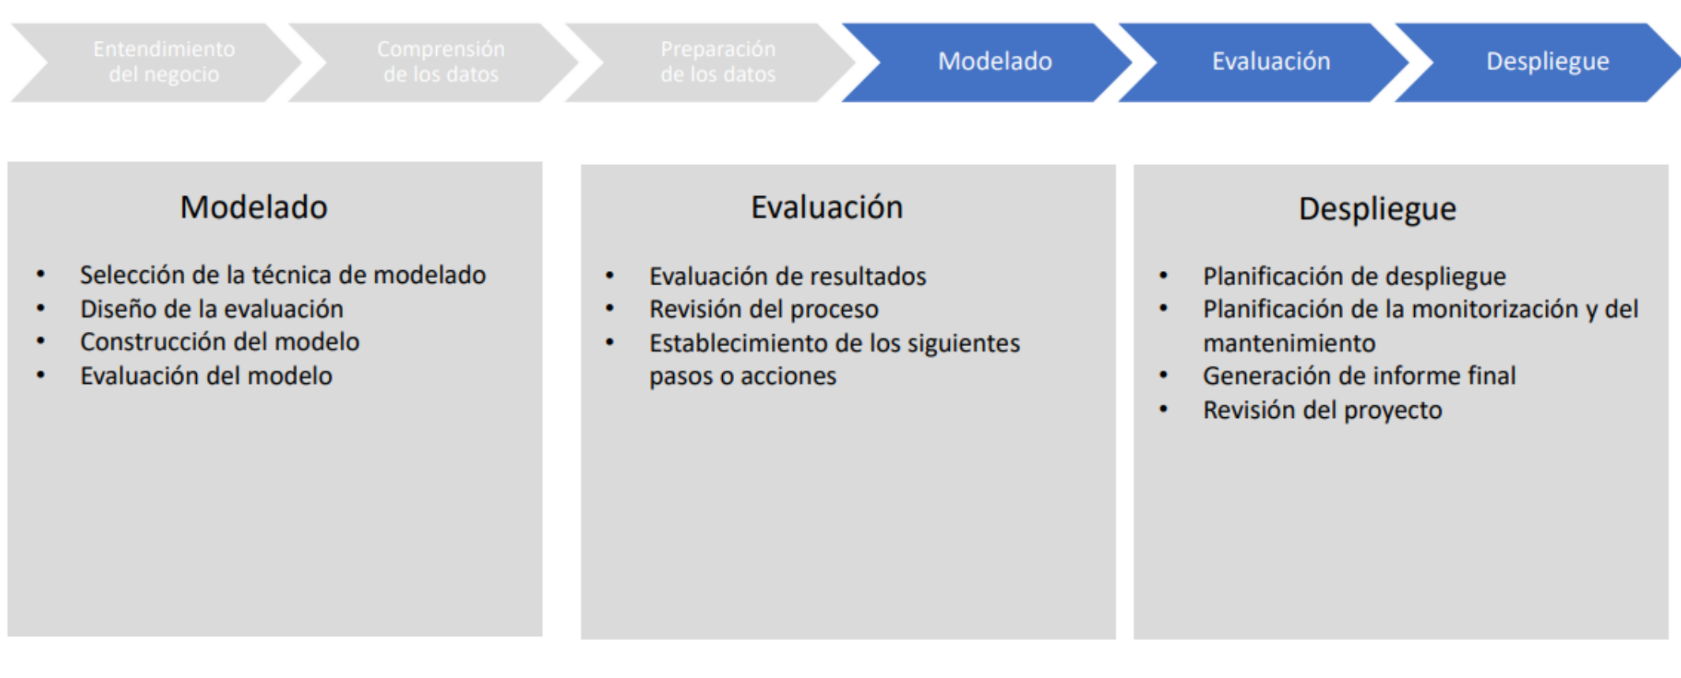 Entendimiento
del negocio
Comprensión
de los datos
Preparación
de los datos
Modelado
Evaluación
Despliegue
Modelado
• Selección de la técnica de modelado
• Diseño de la evaluación
• Construcción del modelo
• Evaluación del modelo
Evaluación
• Evaluación de resultados
• Revisión del proceso
• Establecimiento de los siguientes
pasos o acciones
Despliegue
• Planificación de despliegue
• Planificación de la monitorización y del
mantenimiento
• Generación de informe final
• Revisión del proyecto